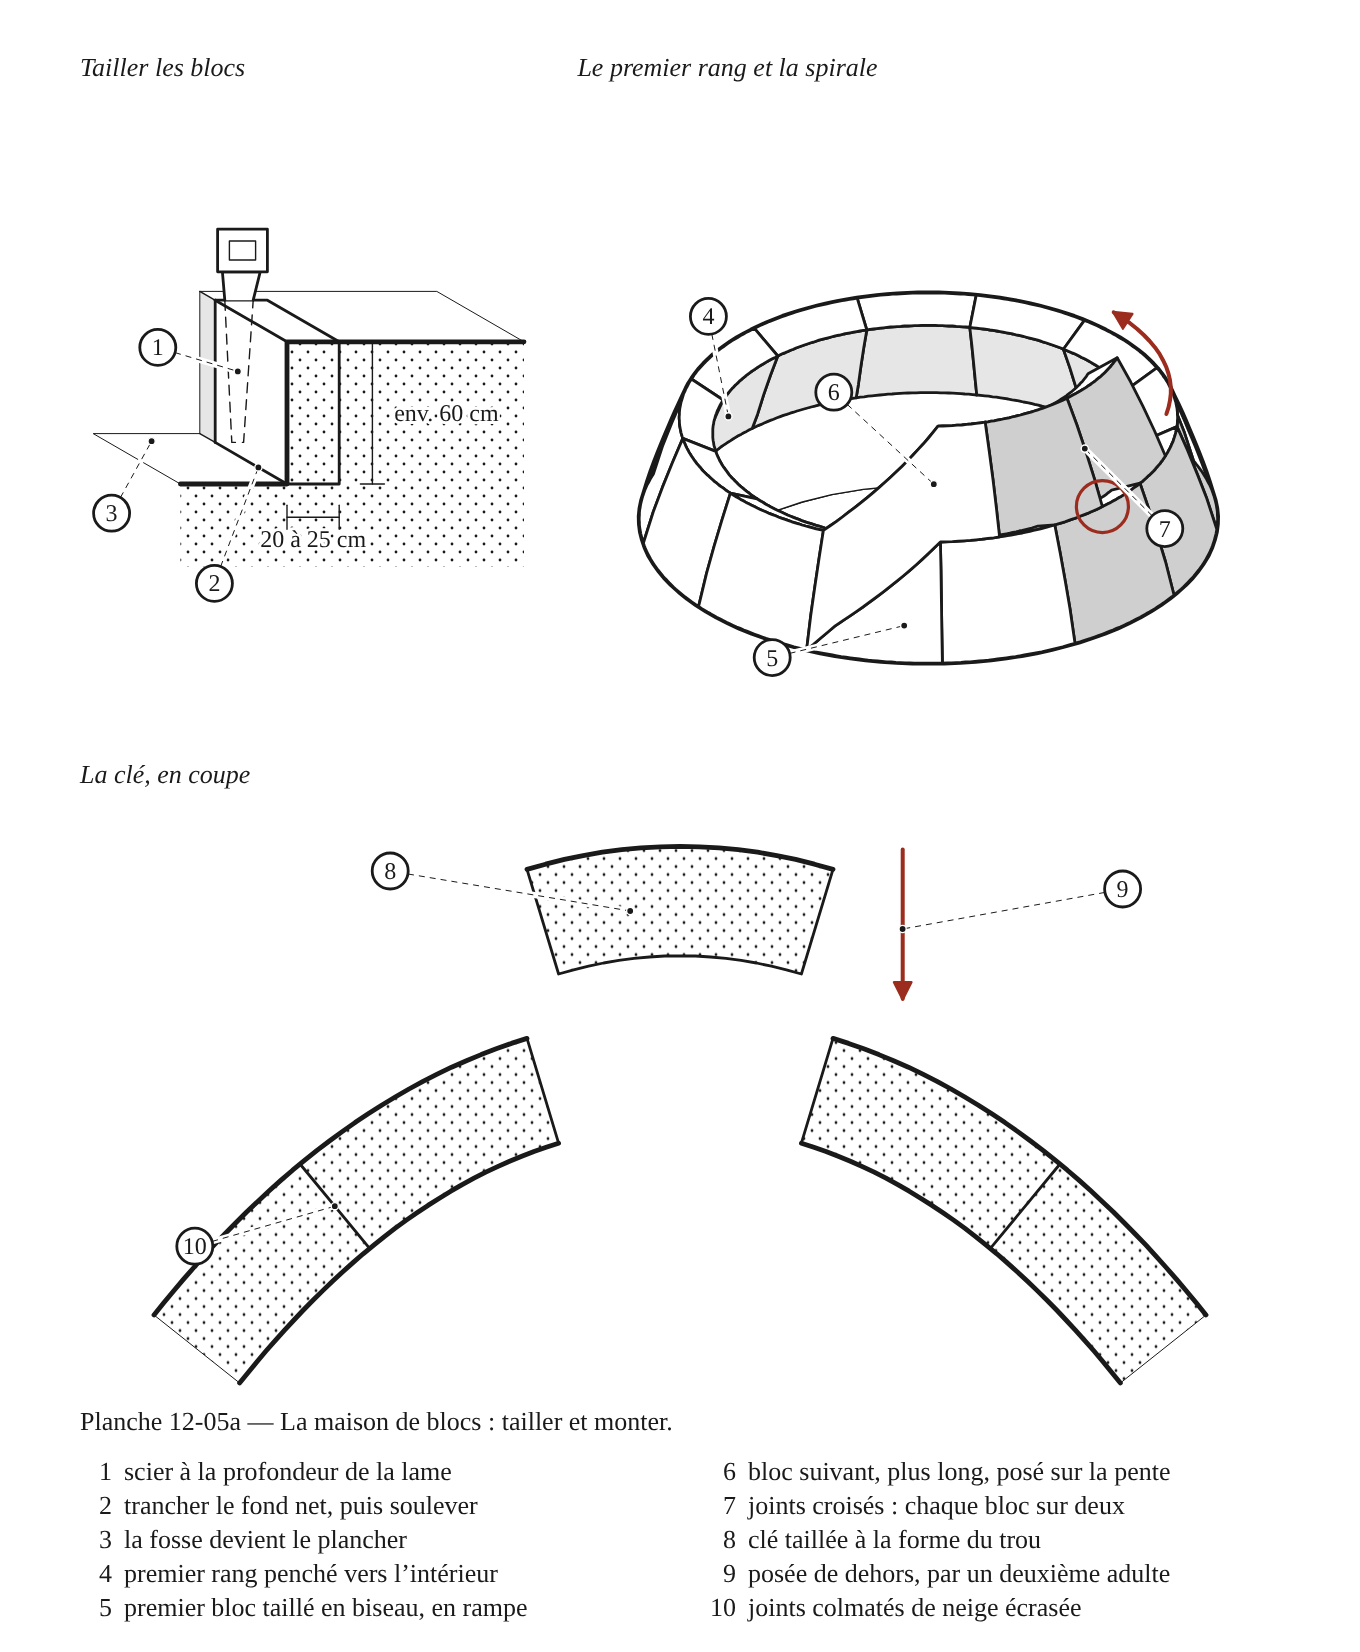 Tailler les blocs
Le premier rang et la spirale
1
env. 60 cm
3
20 à 25 cm
2
4
6
7
5
La clé, en coupe
8
9
10
Planche 12-05a — La maison de blocs : tailler et monter.
1 scier à la profondeur de la lame
2 trancher le fond net, puis soulever
3 la fosse devient le plancher
4 premier rang penché vers l’intérieur
5 premier bloc taillé en biseau, en rampe
6 bloc suivant, plus long, posé sur la pente
7 joints croisés : chaque bloc sur deux
8 clé taillée à la forme du trou
9 posée de dehors, par un deuxième adulte
10 joints colmatés de neige écrasée